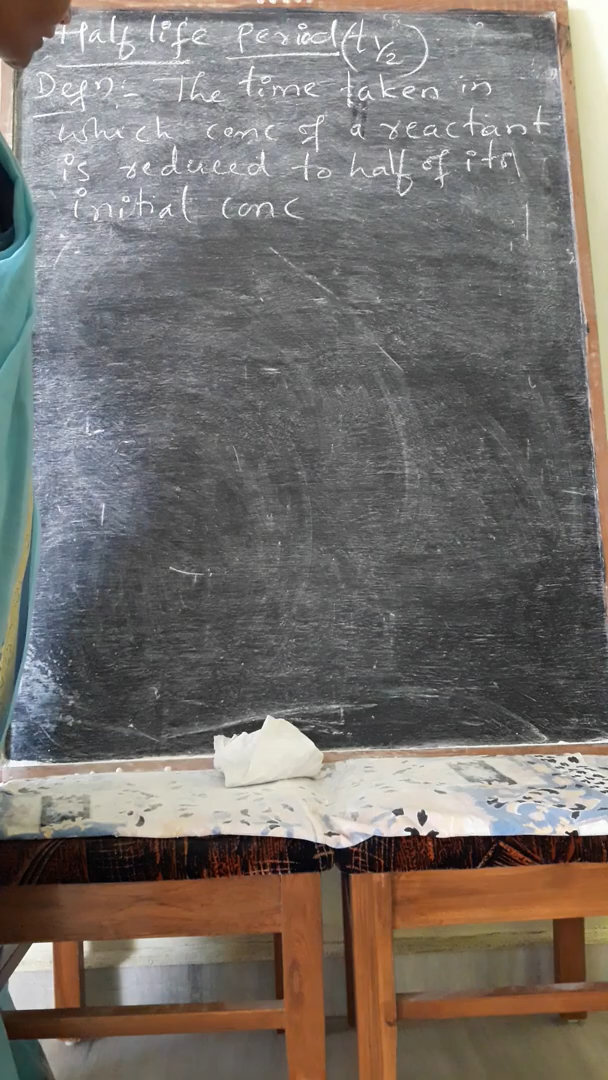 Half life period (t 1/2)
Defn:- The time taken in
which conc of a reactant
is reduced to half of its
initial conc